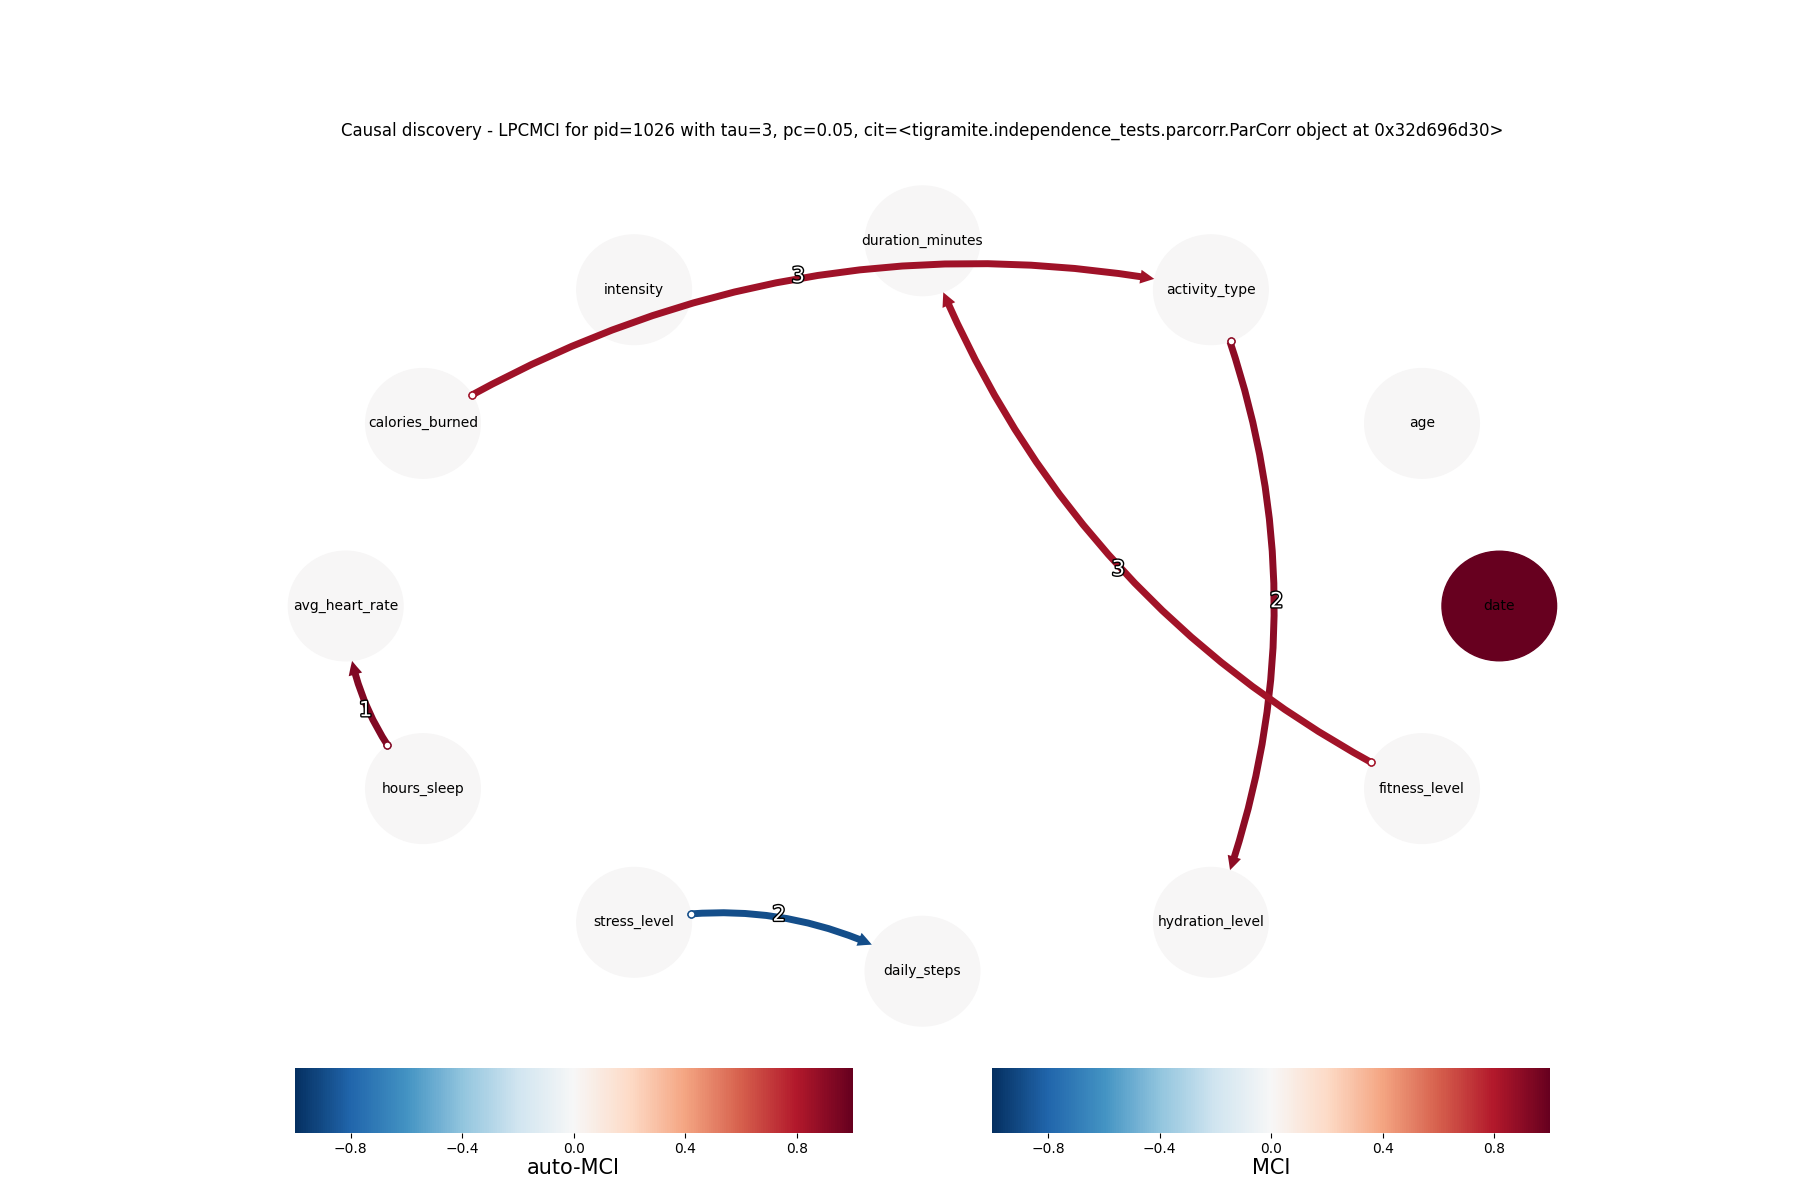 Causal discovery - LPCMCI for pid=1026 with tau=3, pc=0.05, cit=<tigramite.independence_tests.parcorr.ParCorr object at 0x32d696d30>
duration_minutes
intensity
3
activity_type
calories_burned
age
3
avg_heart_rate
2
date
1
hours_sleep
fitness_level
stress_level
2
hydration_level
daily_steps
−0.8 −0.4 0.0 0.4 0.8
auto-MCI
−0.8 −0.4 0.0 0.4 0.8
MCI